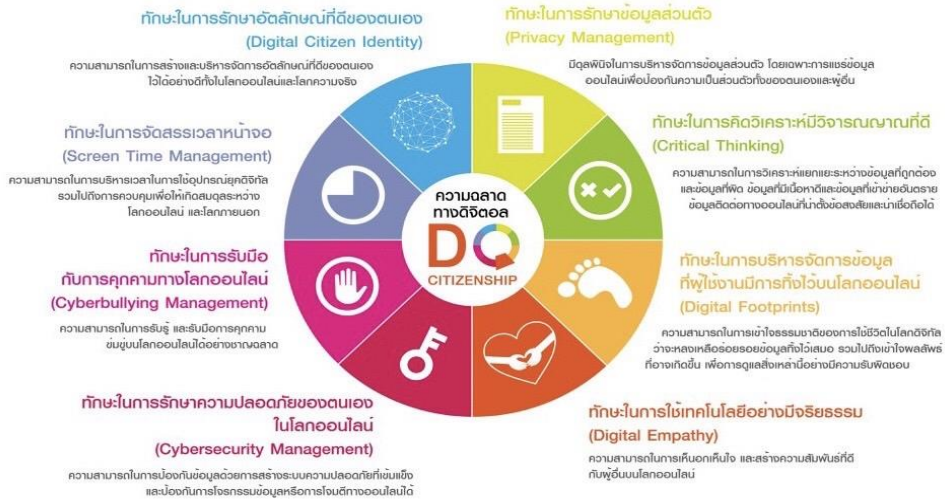 ทักษะในการรักษาอัตลักษณ์ที่ดีของตนเอง
(Digital Citizen Identity)
ความสามารถในการสร้างและบริหารจัดการอัตลักษณ์ที่ดีของตนเอง
ไว้ได้อย่างดีทั้งในโลกออนไลน์และโลกความจริง
ทักษะในการรักษาข้อมูลส่วนตัว
(Privacy Management)
มีดุลพินิจในการบริหารจัดการข้อมูลส่วนตัว โดยเฉพาะการแชร์ข้อมูล
ออนไลน์เพื่อป้องกันความเป็นส่วนตัวทั้งของตนเองและผู้อื่น
ทักษะในการจัดสรรเวลาหน้าจอ
(Screen Time Management)
ความสามารถในการบริหารเวลาในการใช้อุปกรณ์ยุคดิจิทัล
รวมไปถึงการควบคุมเพื่อให้เกิดสมดุลระหว่าง
โลกออนไลน์ และโลกภายนอก
ทักษะในการคิดวิเคราะห์มีวิจารณญาณที่ดี
(Critical Thinking)
ความสามารถในการวิเคราะห์แยกแยะระหว่างข้อมูลที่ถูกต้อง
และข้อมูลที่ผิด ข้อมูลที่มีเนื้อหาดีและข้อมูลที่เข้าข่ายอันตราย
ข้อมูลติดต่อทางออนไลน์ที่น่าตั้งข้อสงสัยและน่าเชื่อถือได้
ความฉลาด
ทางดิจิตอล
DQ
CITIZENSHIP
ทักษะในการรับมือ
กับการคุกคามทางโลกออนไลน์
(Cyberbullying Management)
ความสามารถในการรับรู้ และรับมือการคุกคาม
ข่มขู่บนโลกออนไลน์ได้อย่างชาญฉลาด
ทักษะในการบริหารจัดการข้อมูล
ที่ผู้ใช้งานมีการทิ้งไว้บนโลกออนไลน์
(Digital Footprints)
ความสามารถในการเข้าใจธรรมชาติของการใช้ชีวิตในโลกดิจิทัล
ว่าจะหลงเหลือร่อยรอยข้อมูลทิ้งไว้เสมอ รวมไปถึงเข้าใจผลลัพธ์
ที่อาจเกิดขึ้น เพื่อการดูแลสิ่งเหล่านี้อย่างมีความรับผิดชอบ
ทักษะในการรักษาความปลอดภัยของตนเอง
ในโลกออนไลน์
(Cybersecurity Management)
ความสามารถในการป้องกันข้อมูลด้วยการสร้างระบบความปลอดภัยที่เข้มแข็ง
และป้องกันการโจรกรรมข้อมูลหรือการโจมตีทางออนไลน์ได้
ทักษะในการใช้เทคโนโลยีอย่างมีจริยธรรม
(Digital Empathy)
ความสามารถในการเห็นอกเห็นใจ และสร้างความสัมพันธ์ที่ดี
กับผู้อื่นบนโลกออนไลน์